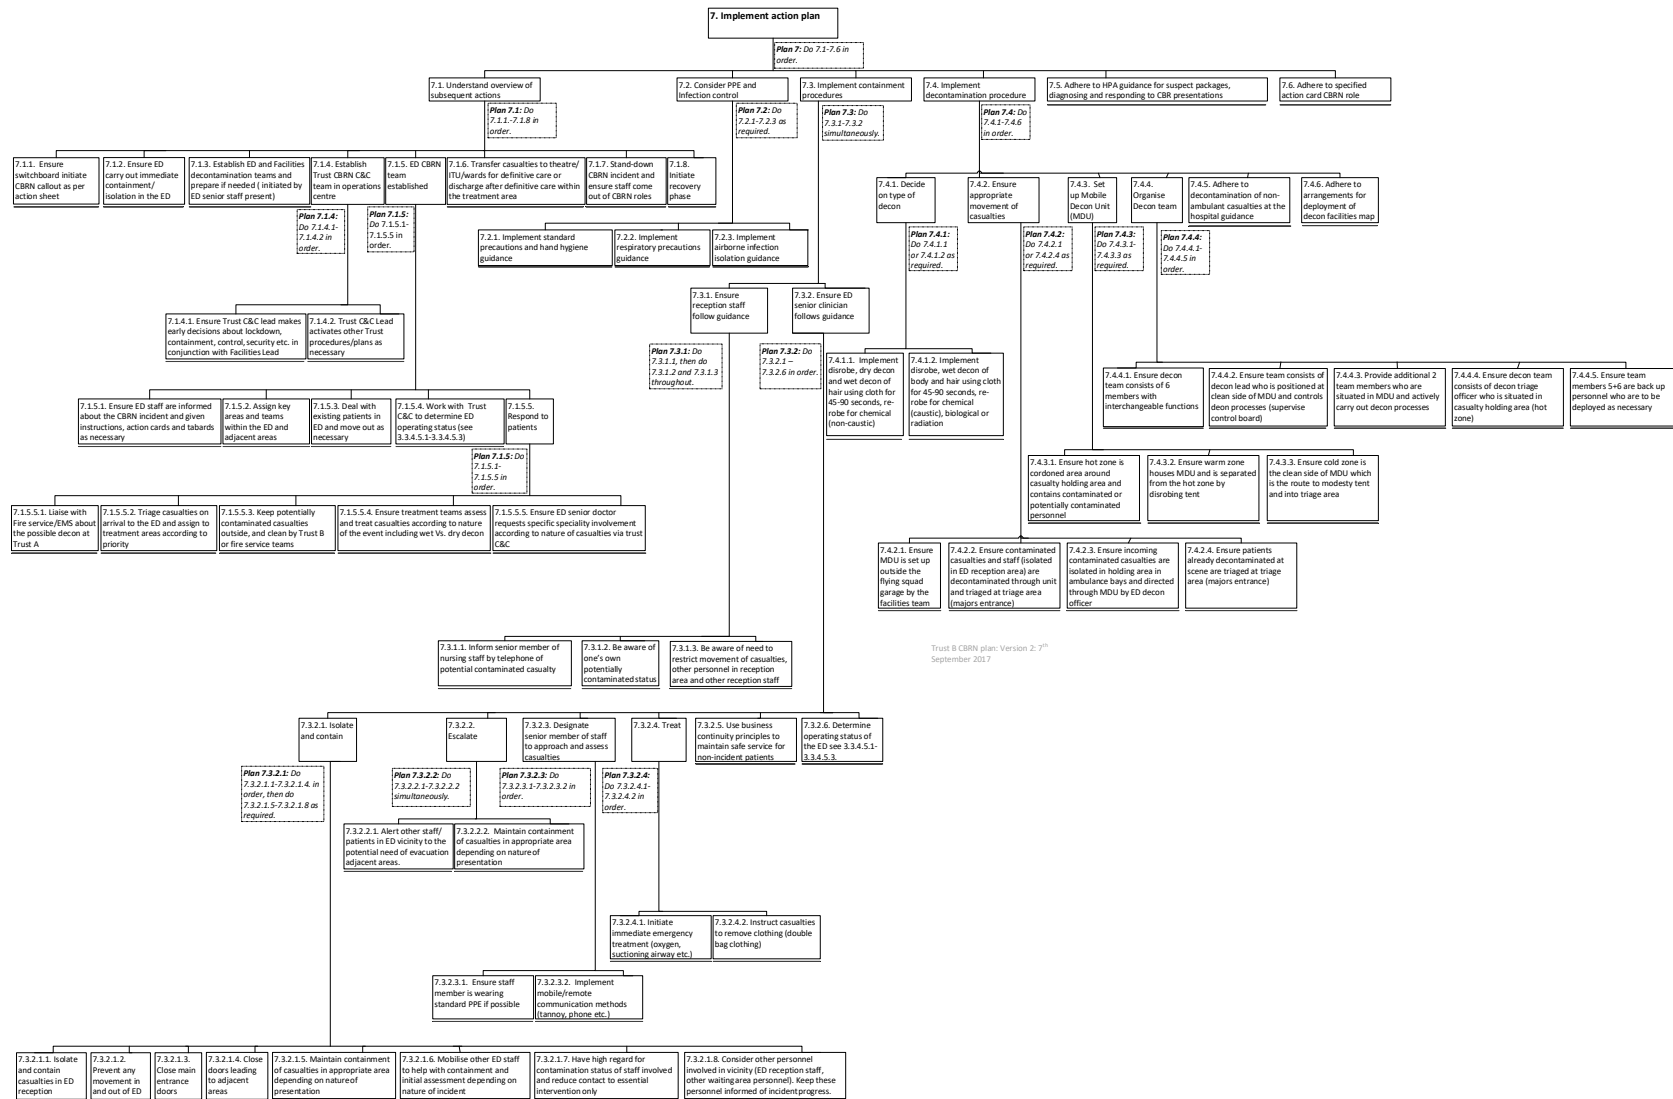 7. Implement action plan
Plan 7: Do 7.1-7.6 in
order.
7.1. Understand overview of
subsequent actions
7.2. Consider PPE and
Infection control
7.3. Implement containment
procedures
7.4. Implement
decontamination procedure
7.5. Adhere to HPA guidance for suspect packages,
diagnosing and responding to CBR presentations
7.6. Adhere to specified
action card CBRN role
Plan 7.1: Do
7.1.1.-7.1.8 in
order.
Plan 7.2: Do
7.2.1-7.2.3 as
required.
Plan 7.3: Do
7.3.1-7.3.2
simultaneously.
Plan 7.4: Do
7.4.1-7.4.6
in order.
7.1.1. Ensure
switchboard initiate
CBRN callout as per
action sheet
7.1.2. Ensure ED
carry out immediate
containment/
isolation in the ED
7.1.3. Establish ED and Facilities
decontamination teams and
prepare if needed ( initiated by
ED senior staff present)
7.1.4. Establish
Trust CBRN C&C
team in operations
centre
7.1.5. ED CBRN
team
established
7.1.6. Transfer casualties to theatre/
ITU/wards for definitive care or
discharge after definitive care within
the treatment area
7.1.7. Stand-down
CBRN incident and
ensure staff come
out of CBRN roles
7.1.8.
Initiate
recovery
phase
7.4.1. Decide
on type of
decon
7.4.2. Ensure
appropriate
movement of
casualties
7.4.3. Set
up Mobile
Decon Unit
(MDU)
7.4.4.
Organise
Decon team
7.4.5. Adhere to
decontamination of non-
ambulant casualties at the
hospital guidance
7.4.6. Adhere to
arrangements for
deployment of
decon facilities map
Plan 7.1.4:
Do 7.1.4.1-
7.1.4.2 in
order.
Plan 7.1.5:
Do 7.1.5.1-
7.1.5.5 in
order.
7.2.1. Implement standard
precautions and hand hygiene
guidance
7.2.2. Implement
respiratory precautions
guidance
7.2.3. Implement
airborne infection
isolation guidance
Plan 7.4.1:
Do 7.4.1.1
or 7.4.1.2 as
required.
Plan 7.4.2:
Do 7.4.2.1
or 7.4.2.4 as
required.
Plan 7.4.3:
Do 7.4.3.1-
7.4.3.3 as
required.
Plan 7.4.4:
Do 7.4.4.1-
7.4.4.5 in
order.
7.3.1. Ensure
reception staff
follow guidance
7.3.2. Ensure ED
senior clinician
follows guidance
7.1.4.1. Ensure Trust C&C lead makes
early decisions about lockdown,
containment, control, security etc. in
conjunction with Facilities Lead
7.1.4.2. Trust C&C Lead
activates other Trust
procedures/plans as
necessary
Plan 7.3.1: Do
7.3.1.1, then do
7.3.1.2 and 7.3.1.3
throughout.
Plan 7.3.2: Do
7.3.2.1 –
7.3.2.6 in order.
7.4.1.1. Implement
disrobe, dry decon
and wet decon of
hair using cloth for
45-90 seconds, re-
robe for chemical
(non-caustic)
7.4.1.2. Implement
disrobe, wet decon of
body and hair using cloth
for 45-90 seconds, re-
robe for chemical
(caustic), biological or
radiation
7.4.4.1. Ensure decon
team consists of 6
members with
interchangeable functions
7.4.4.2. Ensure team consists of
decon lead who is positioned at
clean side of MDU and controls
deon processes (supervise
control board)
7.4.4.3. Provide additional 2
team members who are
situated in MDU and actively
carry out decon processes
7.4.4.4. Ensure decon team
consists of decon triage
officer who is situated in
casualty holding area (hot
zone)
7.4.4.5. Ensure team
members 5+6 are back up
personnel who are to be
deployed as necessary
7.1.5.1. Ensure ED staff are informed
about the CBRN incident and given
instructions, action cards and tabards
as necessary
7.1.5.2. Assign key
areas and teams
within the ED and
adjacent areas
7.1.5.3. Deal with
existing patients in
ED and move out as
necessary
7.1.5.4. Work with Trust
C&C to determine ED
operating status (see
3.3.4.5.1-3.3.4.5.3)
7.1.5.5.
Respond to
patients
Plan 7.1.5: Do
7.1.5.5.1-
7.1.5.5.5 in
order.
7.4.3.1. Ensure hot zone is
cordoned area around
casualty holding area and
contains contaminated or
potentially contaminated
personnel
7.4.3.2. Ensure warm zone
houses MDU and is separated
from the hot zone by
disrobing tent
7.4.3.3. Ensure cold zone is
the clean side of MDU which
is the route to modesty tent
and into triage area
7.1.5.5.1. Liaise with
Fire service/EMS about
the possible decon at
Trust A
7.1.5.5.2. Triage casualties on
arrival to the ED and assign to
treatment areas according to
priority
7.1.5.5.3. Keep potentially
contaminated casualties
outside, and clean by Trust B
or fire service teams
7.1.5.5.4. Ensure treatment teams assess
and treat casualties according to nature
of the event including wet Vs. dry decon
7.1.5.5.5. Ensure ED senior doctor
requests specific speciality involvement
according to nature of casualties via trust
C&C
7.4.2.1. Ensure
MDU is set up
outside the
flying squad
garage by the
facilities team
7.4.2.2. Ensure contaminated
casualties and staff (isolated
in ED reception area) are
decontaminated through unit
and triaged at triage area
(majors entrance)
7.4.2.3. Ensure incoming
contaminated casualties are
isolated in holding area in
ambulance bays and directed
through MDU by ED decon
officer
7.4.2.4. Ensure patients
already decontaminated at
scene are triaged at triage
area (majors entrance)
7.3.1.1. Inform senior member of
nursing staff by telephone of
potential contaminated casualty
7.3.1.2. Be aware of
one's own
potentially
contaminated status
7.3.1.3. Be aware of need to
restrict movement of casualties,
other personnel in reception
area and other reception staff
Trust B CBRN plan: Version 2: 7th
September 2017
7.3.2.1. Isolate
and contain
7.3.2.2.
Escalate
7.3.2.3. Designate
senior member of staff
to approach and assess
casualties
7.3.2.4. Treat
7.3.2.5. Use business
continuity principles to
maintain safe service for
non-incident patients
7.3.2.6. Determine
operating status of
the ED see 3.3.4.5.1-
3.3.4.5.3.
Plan 7.3.2.1: Do
7.3.2.1.1-7.3.2.1.4. in
order, then do
7.3.2.1.5-7.3.2.1.8 as
required.
Plan 7.3.2.2: Do
7.3.2.2.1-7.3.2.2.2
simultaneously.
Plan 7.3.2.3: Do
7.3.2.3.1-7.3.2.3.2 in
order.
Plan 7.3.2.4:
Do 7.3.2.4.1-
7.3.2.4.2 in
order.
7.3.2.2.1. Alert other staff/
patients in ED vicinity to the
potential need of evacuation
adjacent areas.
7.3.2.2.2. Maintain containment
of casualties in appropriate area
depending on nature of
presentation
7.3.2.4.1. Initiate
immediate emergency
treatment (oxygen,
suctioning airway etc.)
7.3.2.4.2. Instruct casualties
to remove clothing (double
bag clothing)
7.3.2.3.1. Ensure staff
member is wearing
standard PPE if possible
7.3.2.3.2. Implement
mobile/remote
communication methods
(tannoy, phone etc.)
7.3.2.1.1. Isolate
and contain
casualties in ED
reception
7.3.2.1.2.
Prevent any
movement in
and out of ED
7.3.2.1.3.
Close main
entrance
doors
7.3.2.1.4. Close
doors leading
to adjacent
areas
7.3.2.1.5. Maintain containment
of casualties in appropriate area
depending on nature of
presentation
7.3.2.1.6. Mobilise other ED staff
to help with containment and
initial assessment depending on
nature of incident
7.3.2.1.7. Have high regard for
contamination status of staff involved
and reduce contact to essential
intervention only
7.3.2.1.8. Consider other personnel
involved in vicinity (ED reception staff,
other waiting area personnel). Keep these
personnel informed of incident progress.